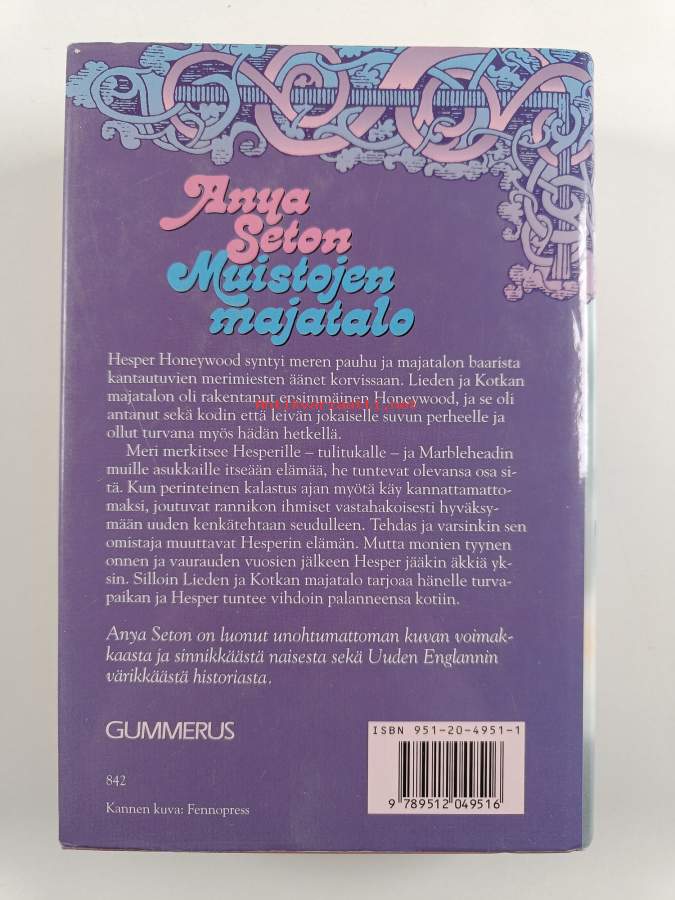 Anya
Seton
Muistojen
majatalo
Hesper Honeywood syntyi meren pauhu ja majatalon baarista
kantautuvien merimiesten äänet korvissaan. Lieden ja Kotkan
majatalon oli rakentanut ensimmäinen Honeywood, ja se oli
antanut sekä kodin että leivän jokaiselle suvun perheelle ja
ollut turvana myös hädän hetkellä.
Meri merkitsee Hesperille – tulitukalle – ja Marbleheadin
muille asukkaille itseään elämää, he tuntevat olevansa osa si-
tä. Kun perinteinen kalastus ajan myötä käy kannattamatto-
maksi, joutuvat rannikon ihmiset vastahakoisesti hyväksy-
mään uuden kenkätehtaan seudulleen. Tehdas ja varsinkin sen
omistaja muuttavat Hesperin elämän. Mutta monien tyynen
onnen ja vaurauden vuosien jälkeen Hesper jääkin äkkiä yk-
sin. Silloin Lieden ja Kotkan majatalo tarjoaa hänelle turva-
paikan ja Hesper tuntee vihdoin palanneensa kotiin.
Anya Seton on luonut unohtumattoman kuvan voimak-
kaasta ja sinnikkäästä naisesta sekä Uuden Englannin
värikkäästä historiasta.
GUMMERUS
ISBN 951-20-4951-1
9 789512 049516
842
Kannen kuva: Fennopress